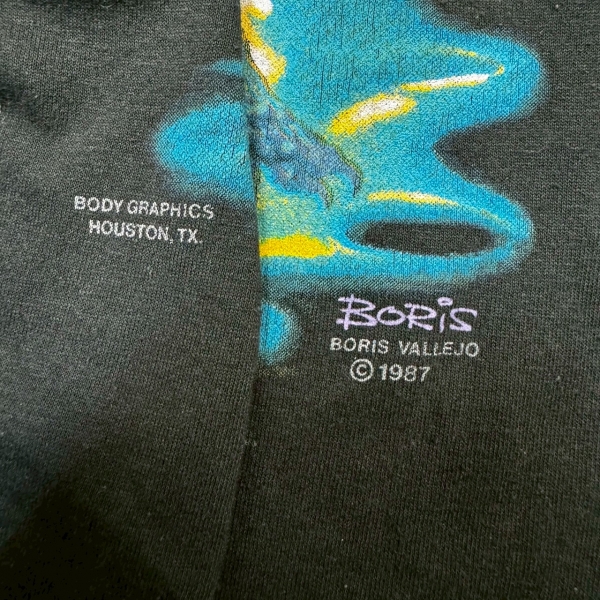 BODY GRAPHICS
HOUSTON, TX.
BORIS
BORIS VALLEJO
© 1987